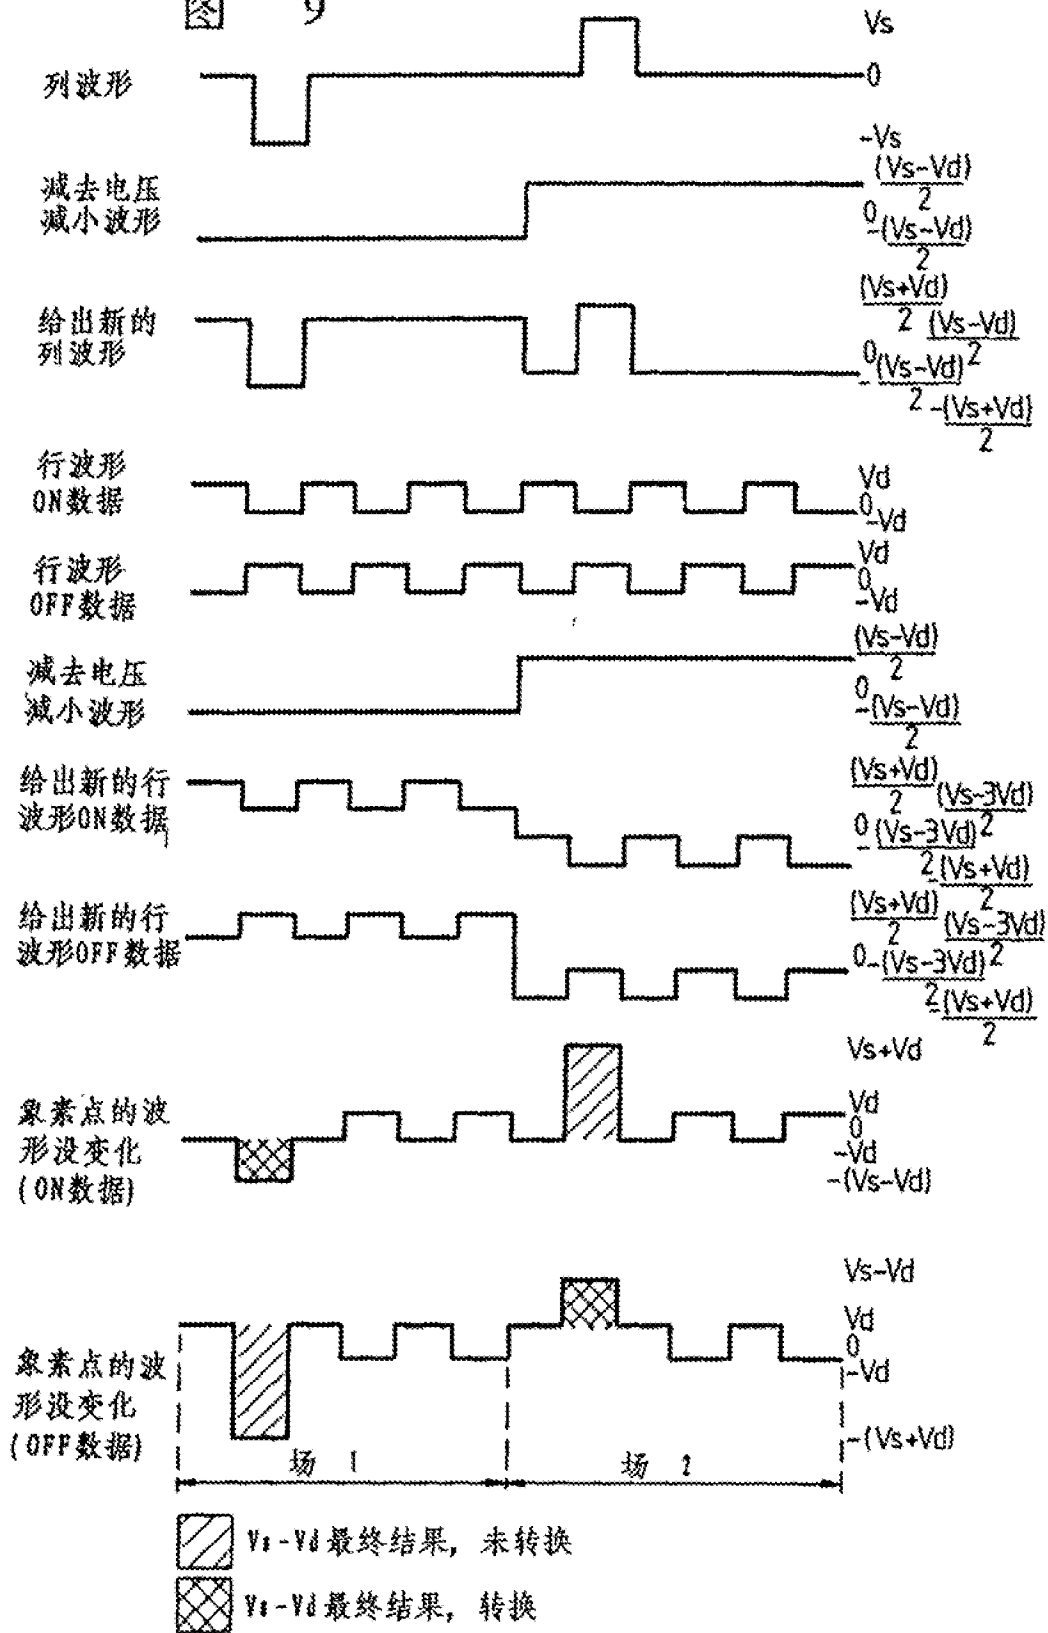 图 9
Vs
列波形
0
-Vs
减去电压
减小波形
(Vs-Vd)
2
0
-(Vs-Vd)
2
给出新的
列波形
(Vs+Vd)
2
(Vs-Vd)
2
0
-(Vs-Vd)
2
-(Vs+Vd)
2
行波形
ON数据
Vd
0
-Vd
行波形
OFF数据
Vd
0
-Vd
减去电压
减小波形
(Vs-Vd)
2
0
-(Vs-Vd)
2
给出新的行
波形ON数据
(Vs+Vd)
2
(Vs-3Vd)
2
0
-(Vs-3Vd)
2
-(Vs+Vd)
2
给出新的行
波形OFF数据
(Vs+Vd)
2
(Vs-3Vd)
2
0
-(Vs-3Vd)
2
-(Vs+Vd)
2
象素点的波
形没变化
(ON数据)
Vs+Vd
Vd
0
-Vd
-(Vs-Vd)
象素点的波
形没变化
(OFF数据)
Vs-Vd
Vd
0
-Vd
-(Vs+Vd)
场 1
场 2
Vs-Vd最终结果，未转换
Vs-Vd最终结果，转换